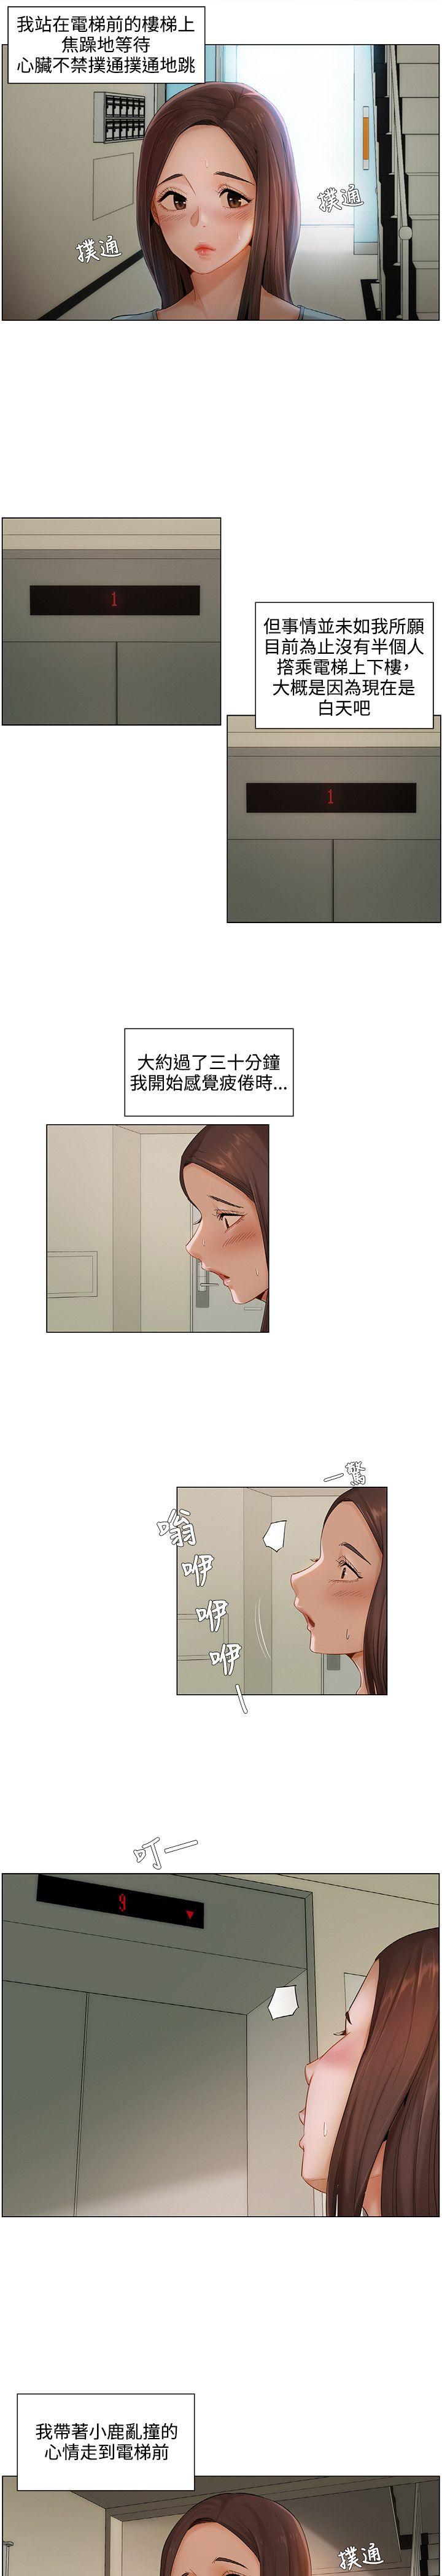 我站在電梯前的樓梯上
焦躁地等待
心臟不禁撲通撲通地跳
撲通
撲通
1
但事情並未如我所願
目前為止沒有半個人
搭乘電梯上下樓，
大概是因為現在是
白天吧
1
大約過了三十分鐘
我開始感覺疲倦時...
一驚
嗡
咿
咿
咿
叮一
9
我帶著小鹿亂撞的
心情走到電梯前
撲通